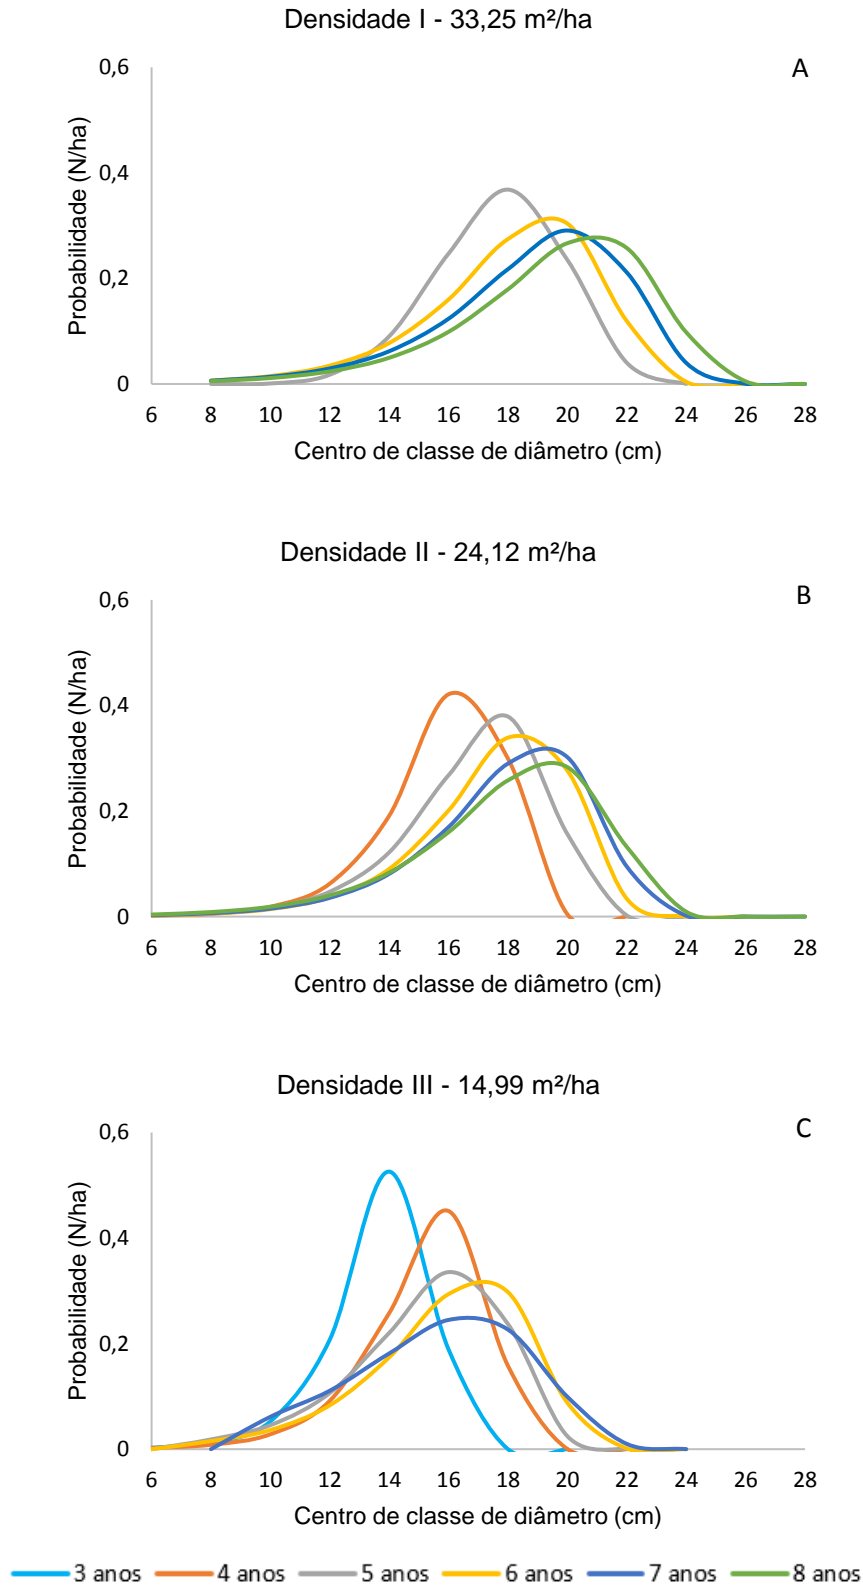 Densidade I - 33,25 m²/ha
A
Probabilidade (N/ha)
0,6
0,4
0,2
0
6 8 10 12 14 16 18 20 22 24 26 28
Centro de classe de diâmetro (cm)
Densidade II - 24,12 m²/ha
B
Probabilidade (N/ha)
0,6
0,4
0,2
0
6 8 10 12 14 16 18 20 22 24 26 28
Centro de classe de diâmetro (cm)
Densidade III - 14,99 m²/ha
C
Probabilidade (N/ha)
0,6
0,4
0,2
0
6 8 10 12 14 16 18 20 22 24 26 28
Centro de classe de diâmetro (cm)
3 anos 4 anos 5 anos 6 anos 7 anos 8 anos